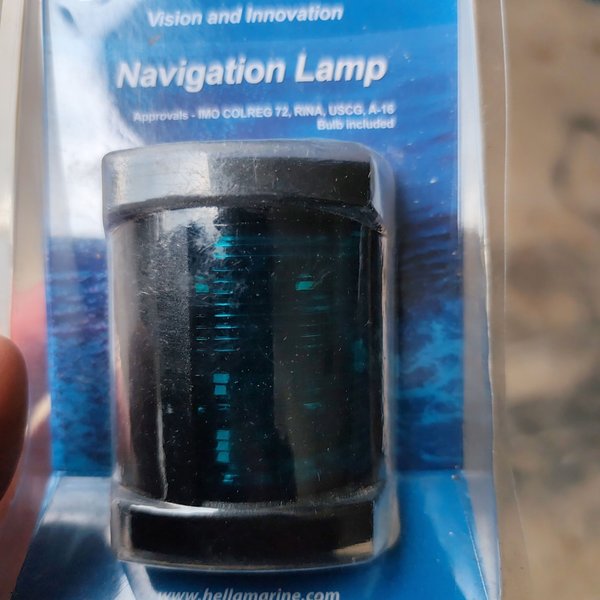 Vision and Innovation
Navigation Lamp
Approvals - IMO COLREG 72, RINA, USCG, A-16
Bulb included
www.hellamarine.com